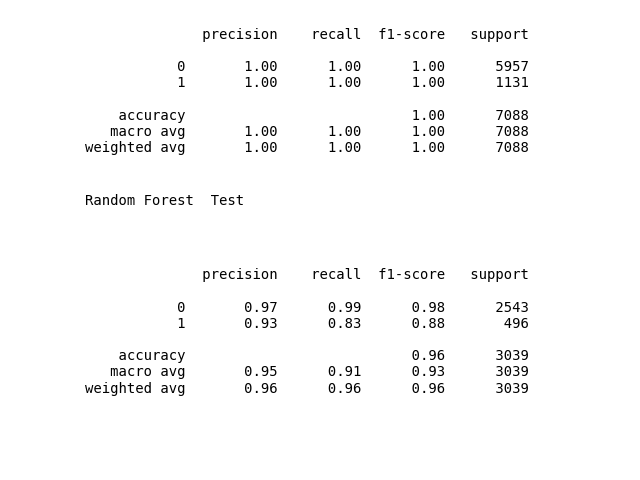 precision recall f1-score support
0 1.00 1.00 1.00 5957
1 1.00 1.00 1.00 1131
accuracy 1.00 7088
macro avg 1.00 1.00 1.00 7088
weighted avg 1.00 1.00 1.00 7088
Random Forest Test
precision recall f1-score support
0 0.97 0.99 0.98 2543
1 0.93 0.83 0.88 496
accuracy 0.96 3039
macro avg 0.95 0.91 0.93 3039
weighted avg 0.96 0.96 0.96 3039